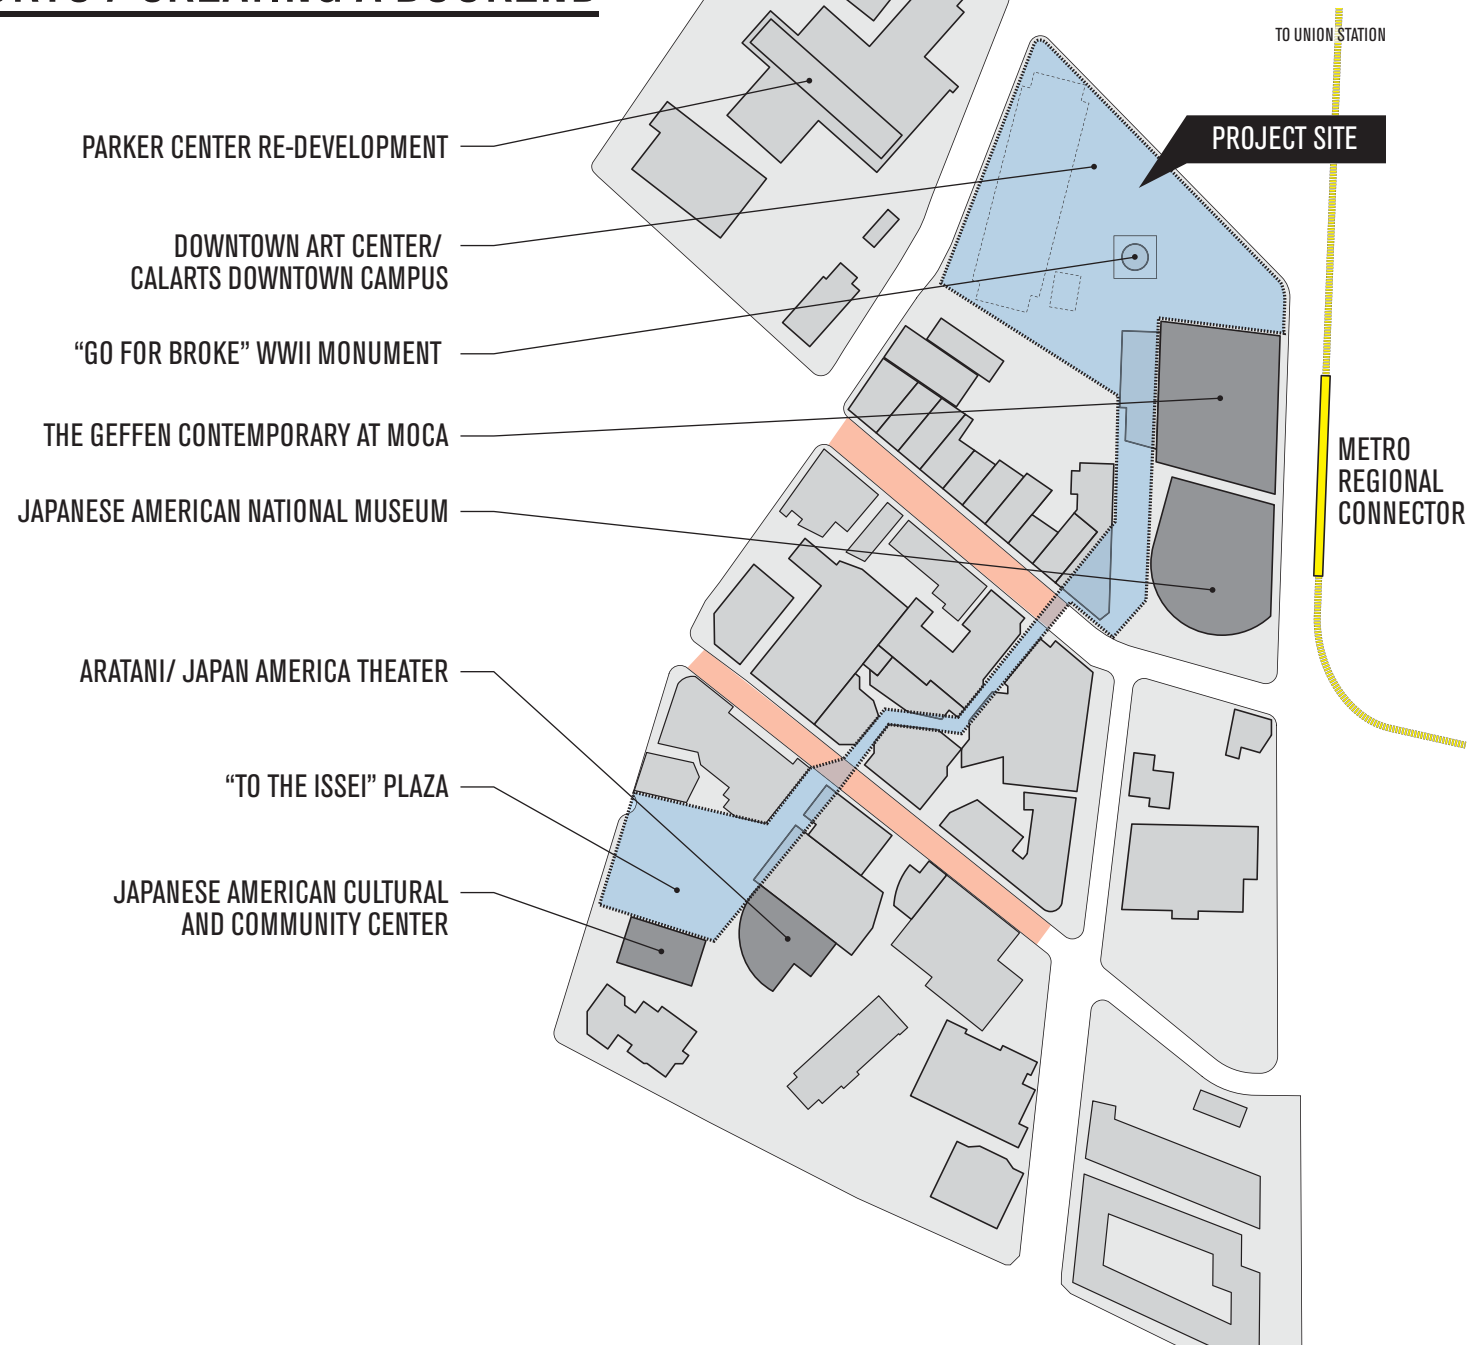 CREATING A BOOKEND
TO UNION STATION
PROJECT SITE
PARKER CENTER RE-DEVELOPMENT
DOWNTOWN ART CENTER/
CALARTS DOWNTOWN CAMPUS
“GO FOR BROKE” WWII MONUMENT
THE GEFFEN CONTEMPORARY AT MOCA
METRO
REGIONAL
CONNECTOR
JAPANESE AMERICAN NATIONAL MUSEUM
ARATANI/ JAPAN AMERICA THEATER
“TO THE ISSEI” PLAZA
JAPANESE AMERICAN CULTURAL
AND COMMUNITY CENTER